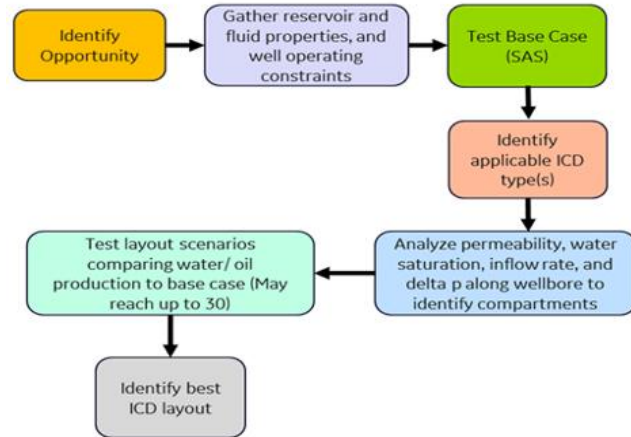 Identify
Opportunity
Gather reservoir and
fluid properties, and
well operating
constraints
Test Base Case
(SAS)
Identify
applicable ICD
type(s)
Analyze permeability, water
saturation, inflow rate, and
delta p along wellbore to
identify compartments
Test layout scenarios
comparing water/ oil
production to base case (May
reach up to 30)
Identify best
ICD layout